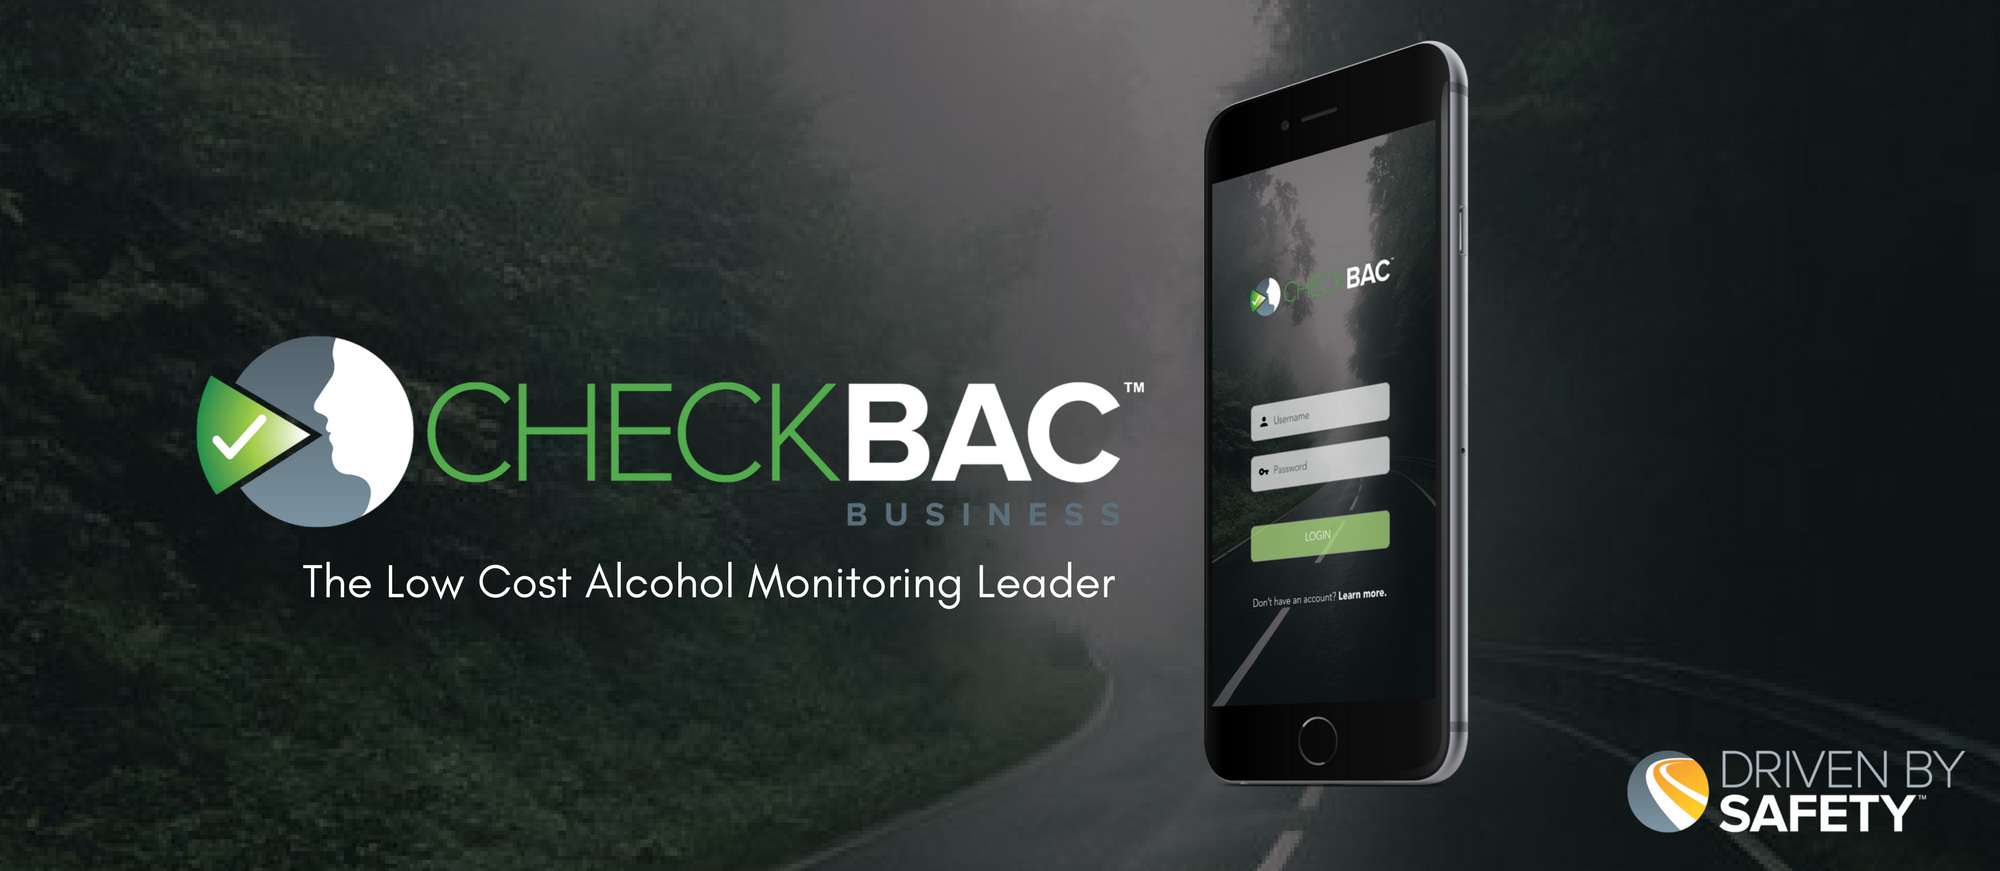 CHECKBAC™
BUSINESS
The Low Cost Alcohol Monitoring Leader
CHECKBAC™
Username
Password
LOGIN
Don't have an account? Learn more.
DRIVEN BY
SAFETY™